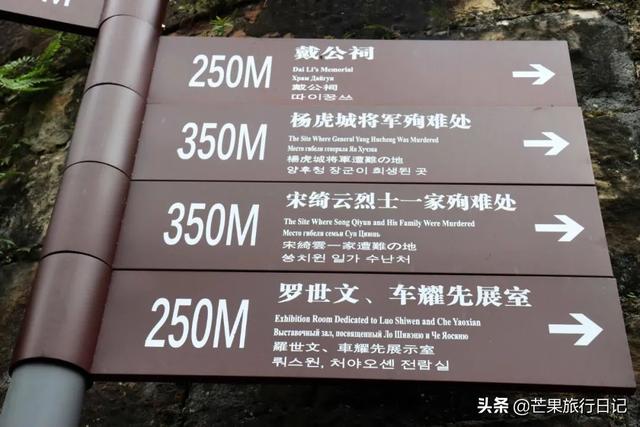 250M
戴公祠
Dai Li's Memorial
Храм Дайгун
戴公祠
따이꿍쓰
350M
杨虎城将军殉难处
The Site Where General Yang Hucheng Was Murdered
Место гибели генерала Ян Хучэна
楊虎城将軍遭難の地
양후청 장군이 희생된 곳
350M
宋绮云烈士一家殉难处
The Site Where Song Qiyun and His Family Were Murdered
Место гибели семьи Сун Циюнь
宋綺雲一家遭難の地
쑹치윈 일가 수난처
250M
罗世文、车耀先展室
Exhibition Room Dedicated to Luo Shiwen and Che Yaoxian
Выставочный зал, посвященный Ло Шивэню и Че Яосяню
羅世文、車耀先展示室
뤄스원, 처야오셴 전람실
头条 @芒果旅行日记